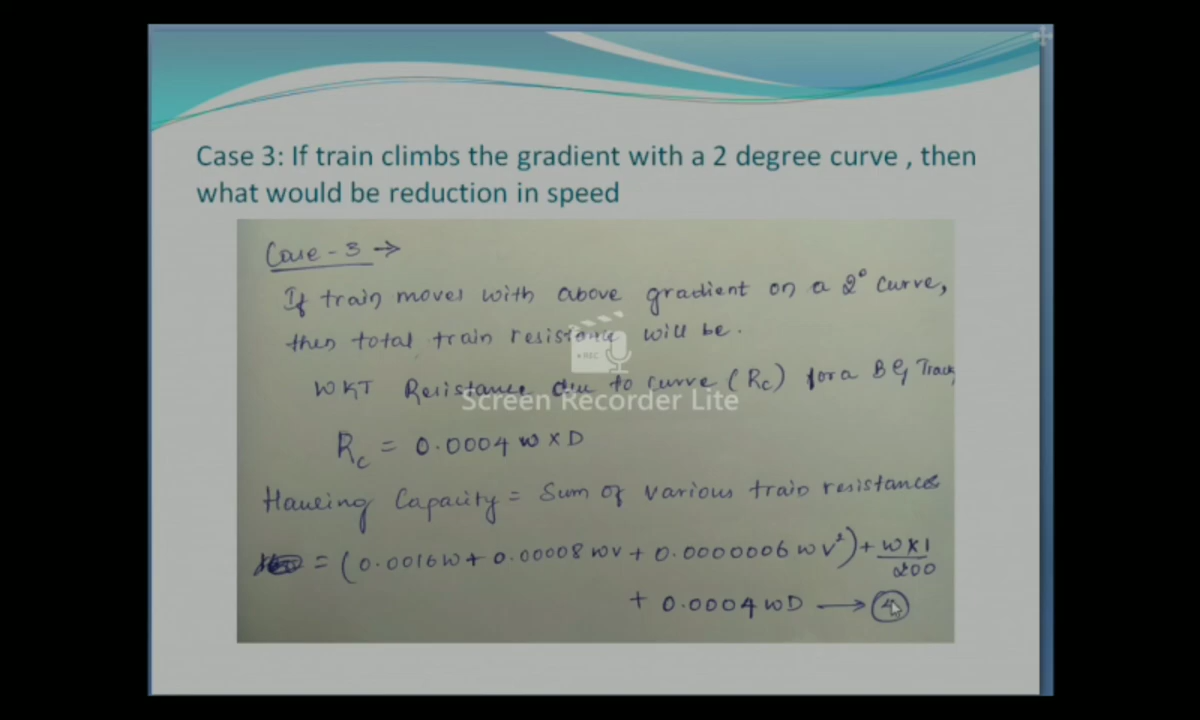 Case 3: If train climbs the gradient with a 2 degree curve , then
what would be reduction in speed
Case - 3 →
If train moves with above gradient on a 2° curve,
then total train resistance will be.
REC
WKT Resistance due to curve (Rc) for a BG Track
Screen Recorder Lite
Rc = 0.0004 w x D
Hauling Capacity = Sum of various train resistances
= (0.0016w + 0.00008 wv + 0.0000006 wv²) + w x 1 / 200
+ 0.0004 wD → 4